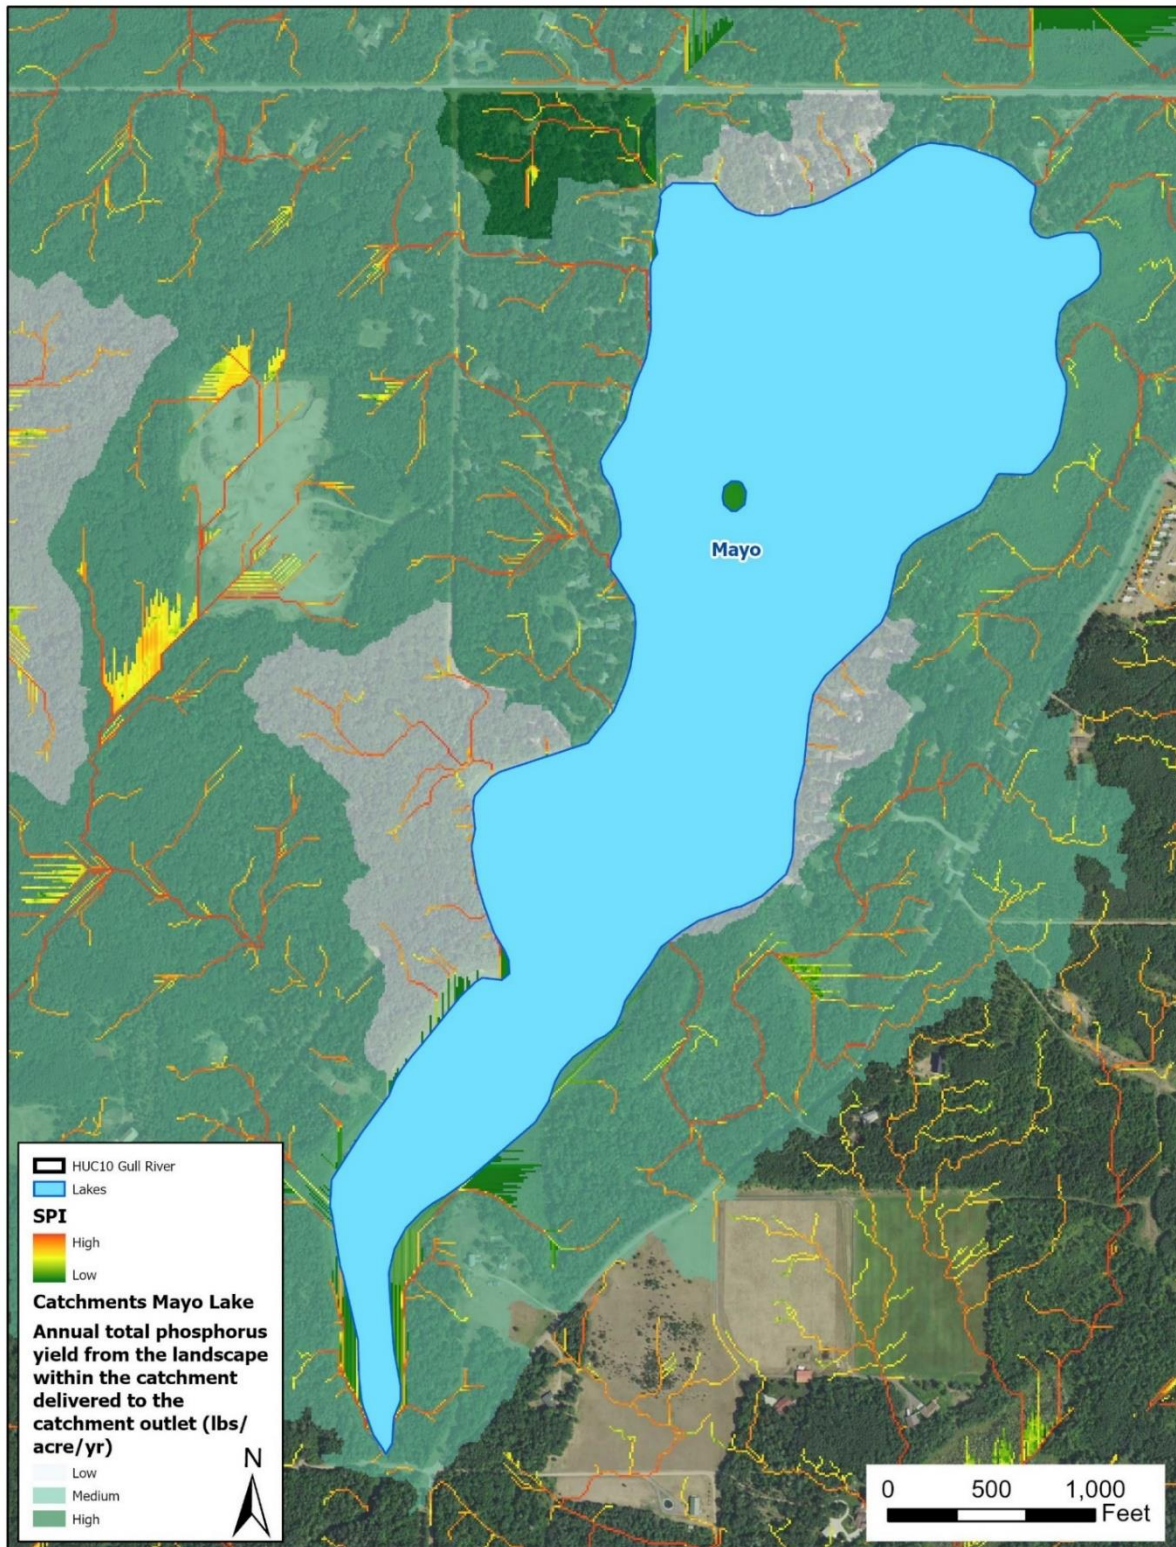 Mayo
HUC10 Gull River
Lakes
SPI
High
Low
Catchments Mayo Lake
Annual total phosphorus
yield from the landscape
within the catchment
delivered to the
catchment outlet (lbs/
acre/yr)
Low
Medium
High
N
0 500 1,000
Feet